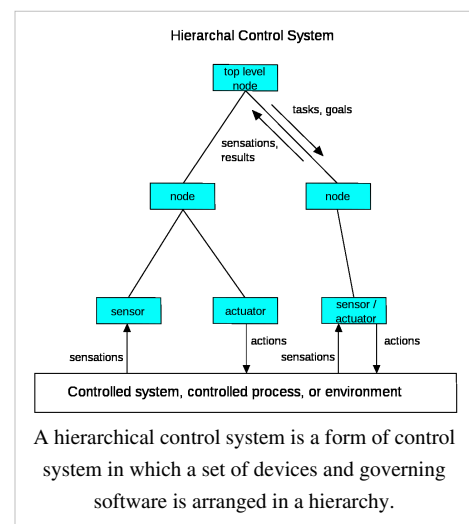 Hierarchal Control System
top level
node
tasks, goals
sensations,
results
node
node
sensor
actuator
sensor /
actuator
sensations
actions
sensations
actions
Controlled system, controlled process, or environment
A hierarchical control system is a form of control
system in which a set of devices and governing
software is arranged in a hierarchy.